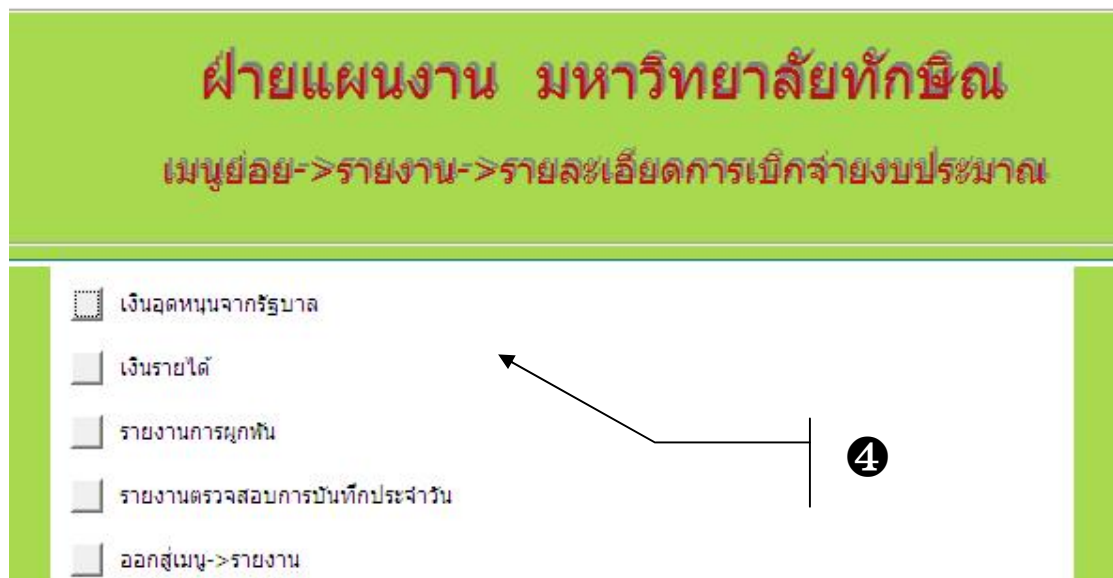 ฝ่ายแผนงาน มหาวิทยาลัยทักษิณ
เมนูย่อย->รายงาน->รายละเอียดการเบิกจ่ายงบประมาณ
เงินอุดหนุนจากรัฐบาล
เงินรายได้
รายงานการผูกพัน
❹
รายงานตรวจสอบการบันทึกประจำวัน
ออกสู่เมนู->รายงาน